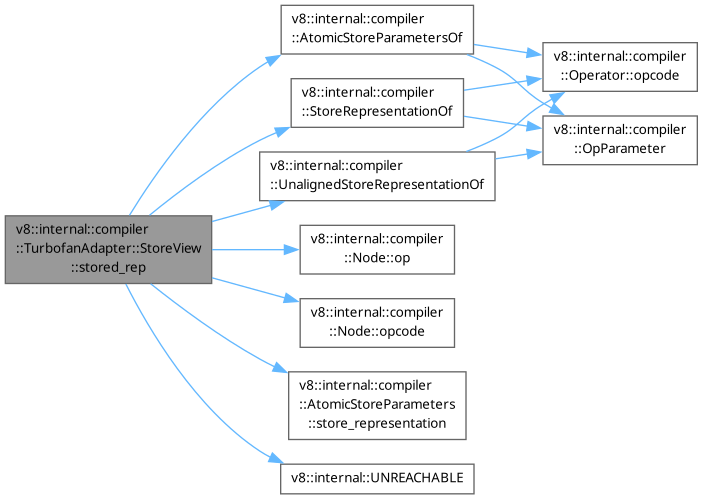 v8::internal::compiler
::AtomicStoreParametersOf
v8::internal::compiler
::Operator::opcode
v8::internal::compiler
::StoreRepresentationOf
v8::internal::compiler
::OpParameter
v8::internal::compiler
::UnalignedStoreRepresentationOf
v8::internal::compiler
::TurbofanAdapter::StoreView
::stored_rep
v8::internal::compiler
::Node::op
v8::internal::compiler
::Node::opcode
v8::internal::compiler
::AtomicStoreParameters
::store_representation
v8::internal::UNREACHABLE